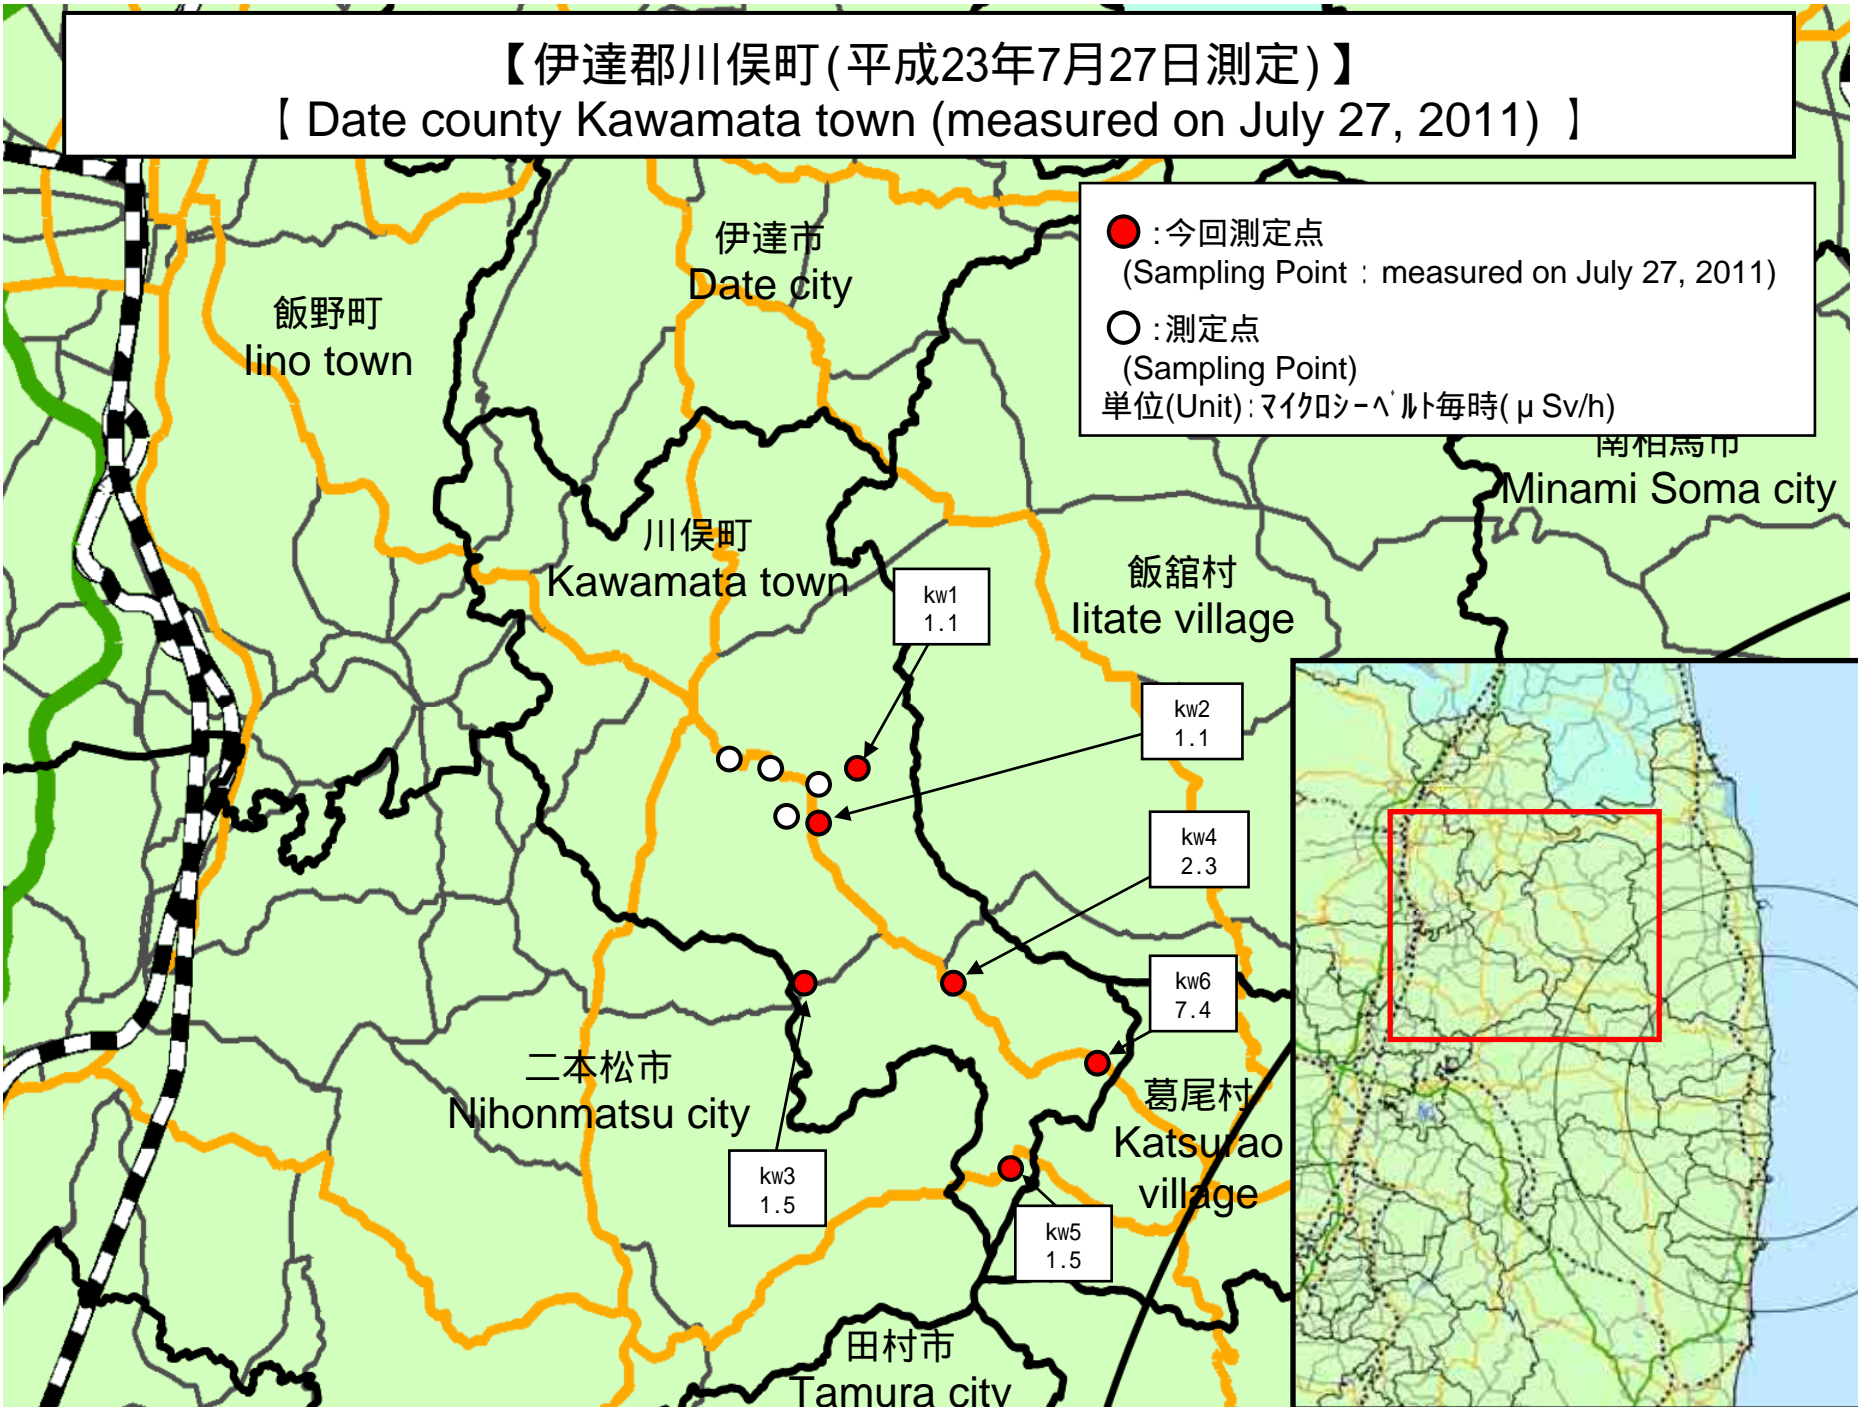 【伊達郡川俣町(平成23年7月27日測定)】
【 Date county Kawamata town (measured on July 27, 2011) 】
:今回測定点
(Sampling Point : measured on July 27, 2011)
:測定点
(Sampling Point)
単位(Unit):マイクロシーベルト毎時(μSv/h)
伊達市
Date city
飯野町
Iino town
南相馬市
Minami Soma city
川俣町
Kawamata town
飯舘村
Iitate village
kw1
1.1
kw2
1.1
kw4
2.3
kw6
7.4
二本松市
Nihonmatsu city
葛尾村
Katsurao
village
kw3
1.5
kw5
1.5
田村市
Tamura city